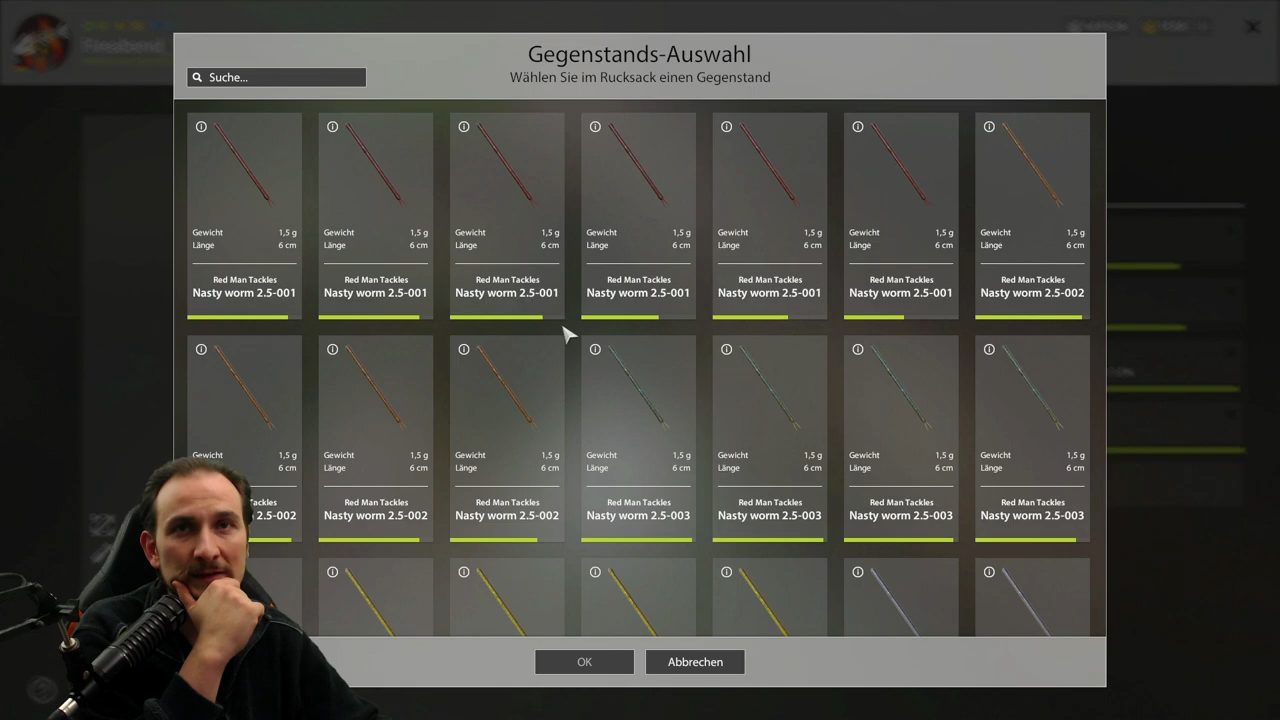 Gegenstands-Auswahl
Suche...
Wählen Sie im Rucksack einen Gegenstand
Gewicht 1,5 g Gewicht 1,5 g Gewicht 1,5 g Gewicht 1,5 g Gewicht 1,5 g Gewicht 1,5 g Gewicht 1,5 g
Länge 6 cm Länge 6 cm Länge 6 cm Länge 6 cm Länge 6 cm Länge 6 cm Länge 6 cm
Red Man Tackles Red Man Tackles Red Man Tackles Red Man Tackles Red Man Tackles Red Man Tackles Red Man Tackles
Nasty worm 2.5-001 Nasty worm 2.5-001 Nasty worm 2.5-001 Nasty worm 2.5-001 Nasty worm 2.5-001 Nasty worm 2.5-001 Nasty worm 2.5-002
Gewicht 1,5 g Gewicht 1,5 g Gewicht 1,5 g Gewicht 1,5 g Gewicht 1,5 g Gewicht 1,5 g Gewicht 1,5 g
6 cm Länge 6 cm Länge 6 cm Länge 6 cm Länge 6 cm Länge 6 cm Länge 6 cm
Tackles Red Man Tackles Red Man Tackles Red Man Tackles Red Man Tackles Red Man Tackles Red Man Tackles
2.5-002 Nasty worm 2.5-002 Nasty worm 2.5-002 Nasty worm 2.5-003 Nasty worm 2.5-003 Nasty worm 2.5-003 Nasty worm 2.5-003
OK Abbrechen